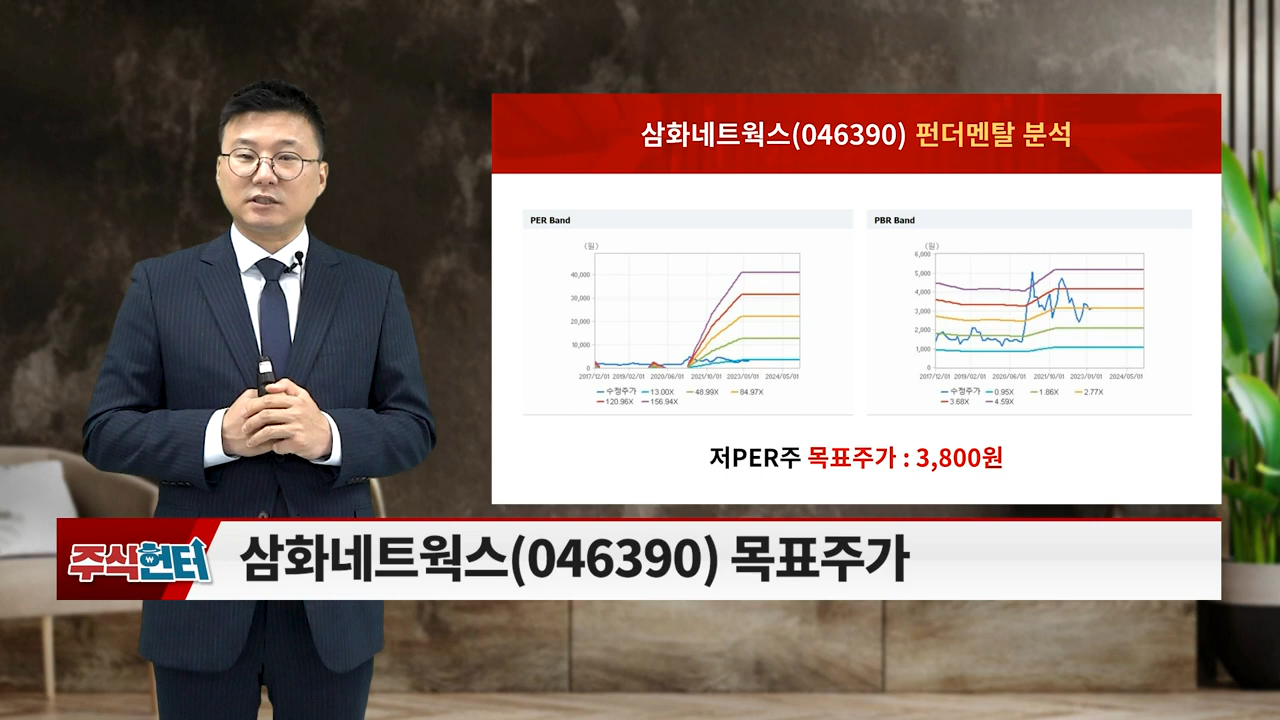 삼화네트웍스(046390) 펀더멘탈 분석
PER Band
(원)
40,000
30,000
20,000
10,000
0
2017/12/01 2019/02/01 2020/06/01 2021/10/01 2023/01/01 2024/05/01
수정주가 13.00X 48.99X 84.97X
120.96X 156.94X
PBR Band
(원)
6,000
5,000
4,000
3,000
2,000
1,000
0
2017/12/01 2019/02/01 2020/06/01 2021/10/01 2023/01/01 2024/05/01
수정주가 0.95X 1.86X 2.77X
3.68X 4.59X
저PER주 목표주가 : 3,800원
주식헌터
삼화네트웍스(046390) 목표주가